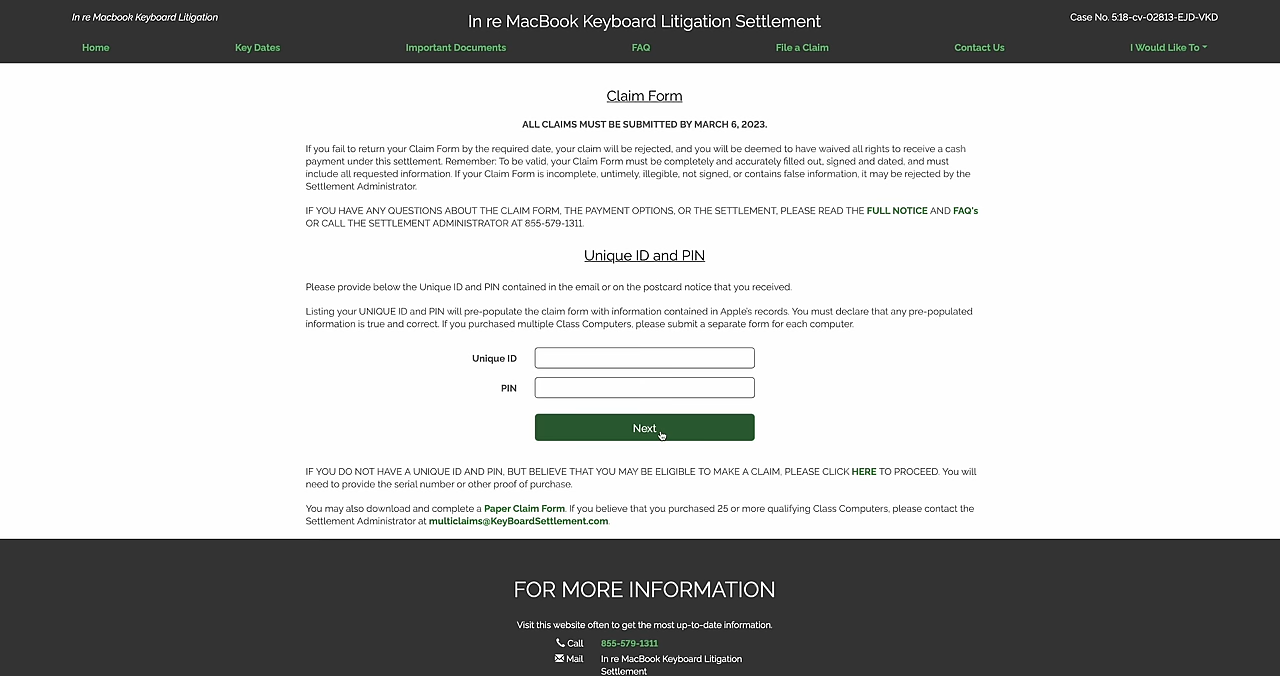 In re Macbook Keyboard Litigation
In re MacBook Keyboard Litigation Settlement
Case No. 5:18-cv-02813-EJD-VKD
Home
Key Dates
Important Documents
FAQ
File a Claim
Contact Us
I Would Like To
Claim Form
ALL CLAIMS MUST BE SUBMITTED BY MARCH 6, 2023.
If you fail to return your Claim Form by the required date, your claim will be rejected, and you will be deemed to have waived all rights to receive a cash
payment under this settlement. Remember: To be valid, your Claim Form must be completely and accurately filled out, signed and dated, and must
include all requested information. If your Claim Form is incomplete, untimely, illegible, not signed, or contains false information, it may be rejected by the
Settlement Administrator.
IF YOU HAVE ANY QUESTIONS ABOUT THE CLAIM FORM, THE PAYMENT OPTIONS, OR THE SETTLEMENT, PLEASE READ THE FULL NOTICE AND FAQ's
OR CALL THE SETTLEMENT ADMINISTRATOR AT 855-579-1311.
Unique ID and PIN
Please provide below the Unique ID and PIN contained in the email or on the postcard notice that you received.
Listing your UNIQUE ID and PIN will pre-populate the claim form with information contained in Apple's records. You must declare that any pre-populated
information is true and correct. If you purchased multiple Class Computers, please submit a separate form for each computer.
Unique ID
PIN
Next
IF YOU DO NOT HAVE A UNIQUE ID AND PIN, BUT BELIEVE THAT YOU MAY BE ELIGIBLE TO MAKE A CLAIM, PLEASE CLICK HERE TO PROCEED. You will
need to provide the serial number or other proof of purchase.
You may also download and complete a Paper Claim Form. If you believe that you purchased 25 or more qualifying Class Computers, please contact the
Settlement Administrator at multiclaims@KeyBoardSettlement.com.
FOR MORE INFORMATION
Visit this website often to get the most up-to-date information.
Call 855-579-1311
Mail In re MacBook Keyboard Litigation
Settlement